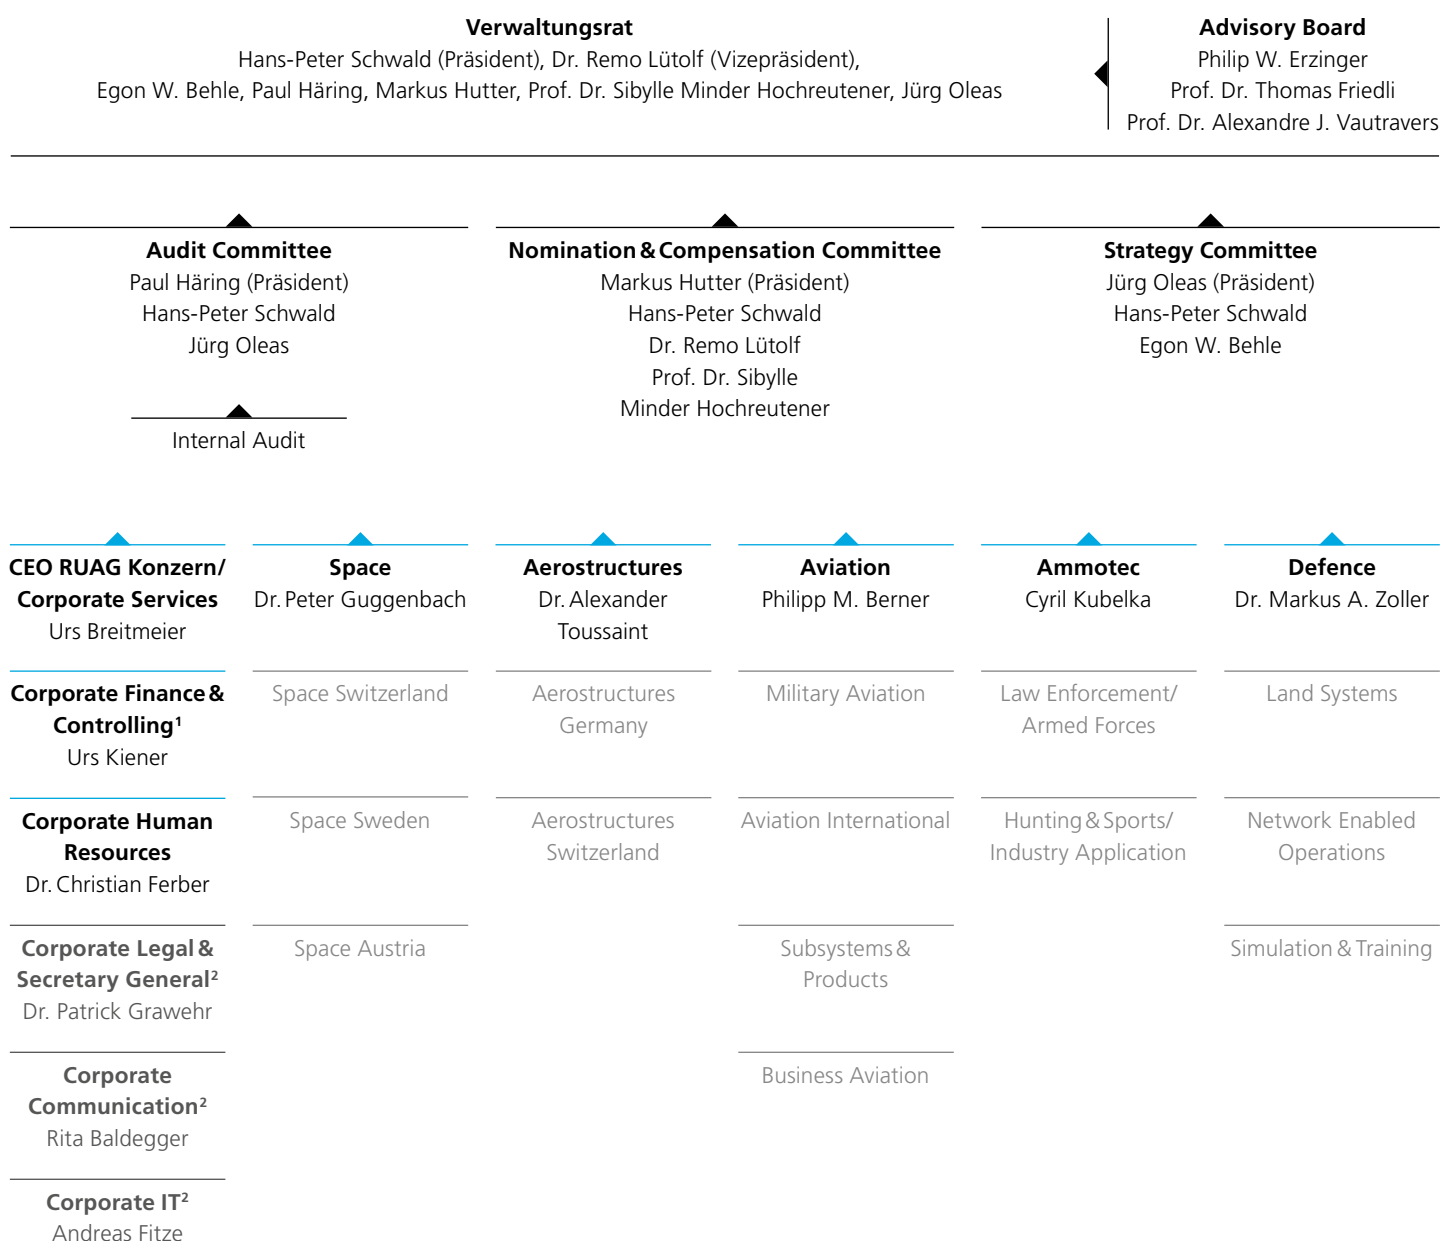 Verwaltungsrat
Hans-Peter Schwald (Präsident), Dr. Remo Lütolf (Vizepräsident),
Egon W. Behle, Paul Häring, Markus Hutter, Prof. Dr. Sibylle Minder Hochreutener, Jürg Oleas
Advisory Board
Philip W. Erzinger
Prof. Dr. Thomas Friedli
Prof. Dr. Alexandre J. Vautravers
Audit Committee
Paul Häring (Präsident)
Hans-Peter Schwald
Jürg Oleas
Internal Audit
Nomination & Compensation Committee
Markus Hutter (Präsident)
Hans-Peter Schwald
Dr. Remo Lütolf
Prof. Dr. Sibylle
Minder Hochreutener
Strategy Committee
Jürg Oleas (Präsident)
Hans-Peter Schwald
Egon W. Behle
CEO RUAG Konzern/
Corporate Services
Urs Breitmeier
Corporate Finance &
Controlling¹
Urs Kiener
Corporate Human
Resources
Dr. Christian Ferber
Corporate Legal &
Secretary General²
Dr. Patrick Grawehr
Corporate
Communication²
Rita Baldegger
Corporate IT²
Andreas Fitze
Space
Dr. Peter Guggenbach
Space Switzerland
Space Sweden
Space Austria
Aerostructures
Dr. Alexander
Toussaint
Aerostructures
Germany
Aerostructures
Switzerland
Aviation
Philipp M. Berner
Military Aviation
Aviation International
Subsystems &
Products
Business Aviation
Ammotec
Cyril Kubelka
Law Enforcement/
Armed Forces
Hunting & Sports/
Industry Application
Defence
Dr. Markus A. Zoller
Land Systems
Network Enabled
Operations
Simulation & Training